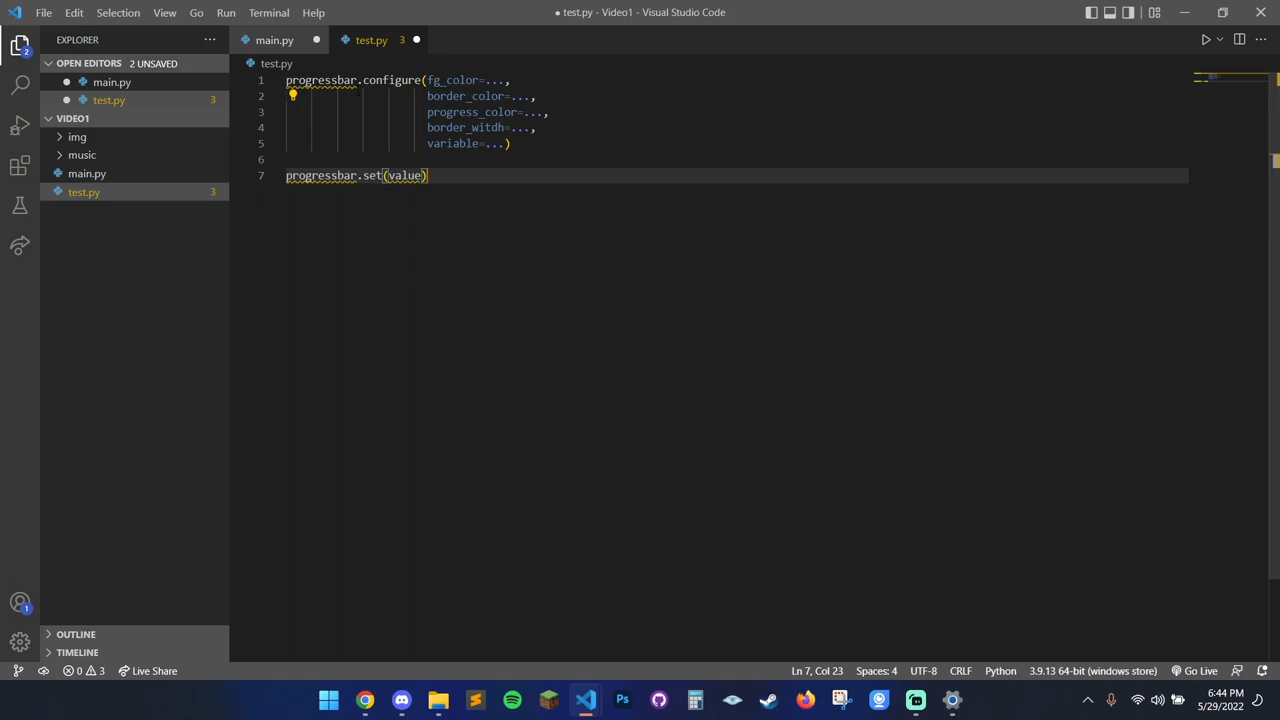 File Edit Selection View Go Run Terminal Help
● test.py - Video1 - Visual Studio Code
EXPLORER
main.py
test.py 3
OPEN EDITORS 2 UNSAVED
test.py
main.py
test.py 3
VIDEO1
img
music
main.py
test.py 3
1 progressbar.configure(fg_color=...,
2 border_color=...,
3 progress_color=...,
4 border_witdh=...,
5 variable=...)
6
7 progressbar.set(value)
2
1
OUTLINE
TIMELINE
0 3 Live Share
Ln 7, Col 23 Spaces: 4 UTF-8 CRLF Python 3.9.13 64-bit (windows store) Go Live
Ps
6:44 PM
5/29/2022